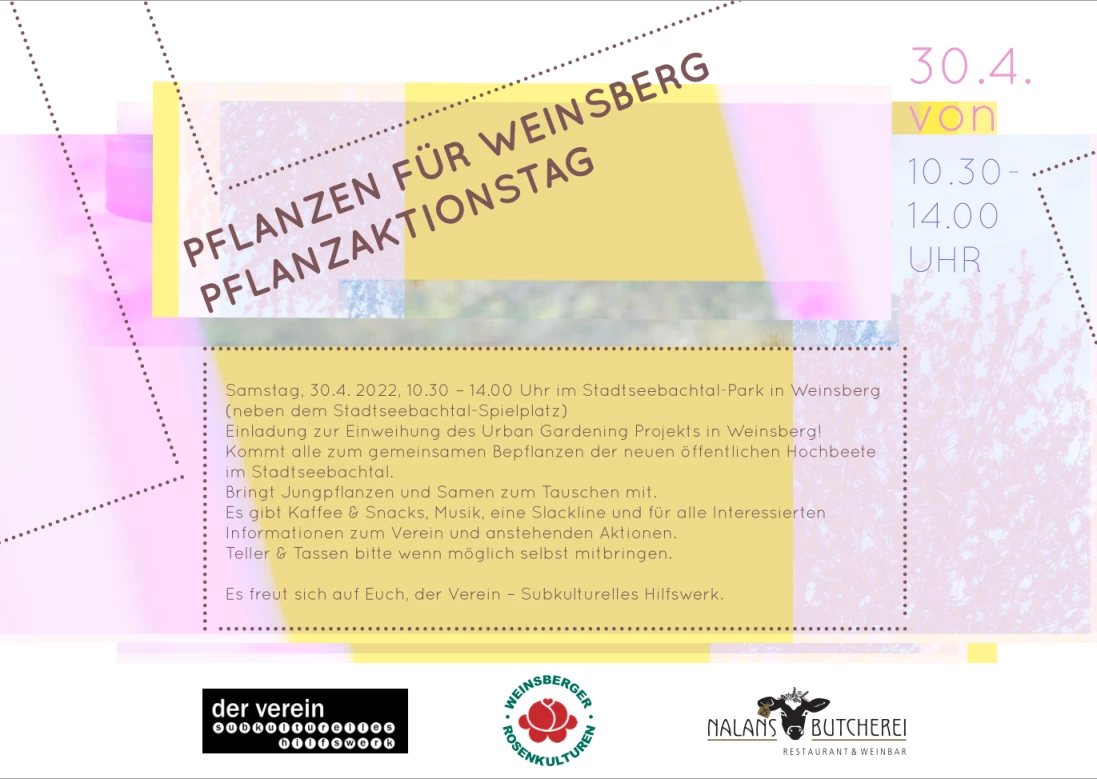 PFLANZEN FÜR WEINSBERG
PFLANZAKTIONSTAG
30.4.
von
10.30-
14.00
UHR
Samstag, 30.4. 2022, 10.30 – 14.00 Uhr im Stadtseebachtal-Park in Weinsberg
(neben dem Stadtseebachtal-Spielplatz)
Einladung zur Einweihung des Urban Gardening Projekts in Weinsberg!
Kommt alle zum gemeinsamen Bepflanzen der neuen öffentlichen Hochbeete
im Stadtseebachtal.
Bringt Jungpflanzen und Samen zum Tauschen mit.
Es gibt Kaffee & Snacks, Musik, eine Slackline und für alle Interessierten
Informationen zum Verein und anstehenden Aktionen.
Teller & Tassen bitte wenn möglich selbst mitbringen.
Es freut sich auf Euch, der Verein – Subkulturelles Hilfswerk.
der verein
subkulturelles
hilfswerk
WEINSBERGER
ROSENKULTUREN
NALANS BUTCHEREI
RESTAURANT & WEINBAR